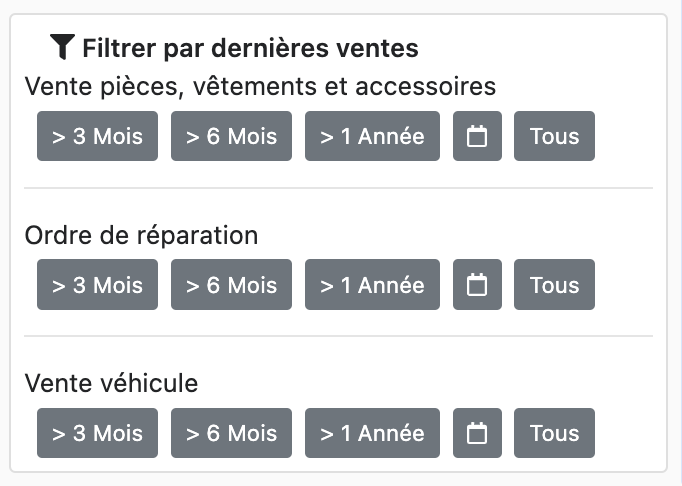 Filtrer par dernières ventes
Vente pièces, vêtements et accessoires
> 3 Mois > 6 Mois > 1 Année Tous
Ordre de réparation
> 3 Mois > 6 Mois > 1 Année Tous
Vente véhicule
> 3 Mois > 6 Mois > 1 Année Tous